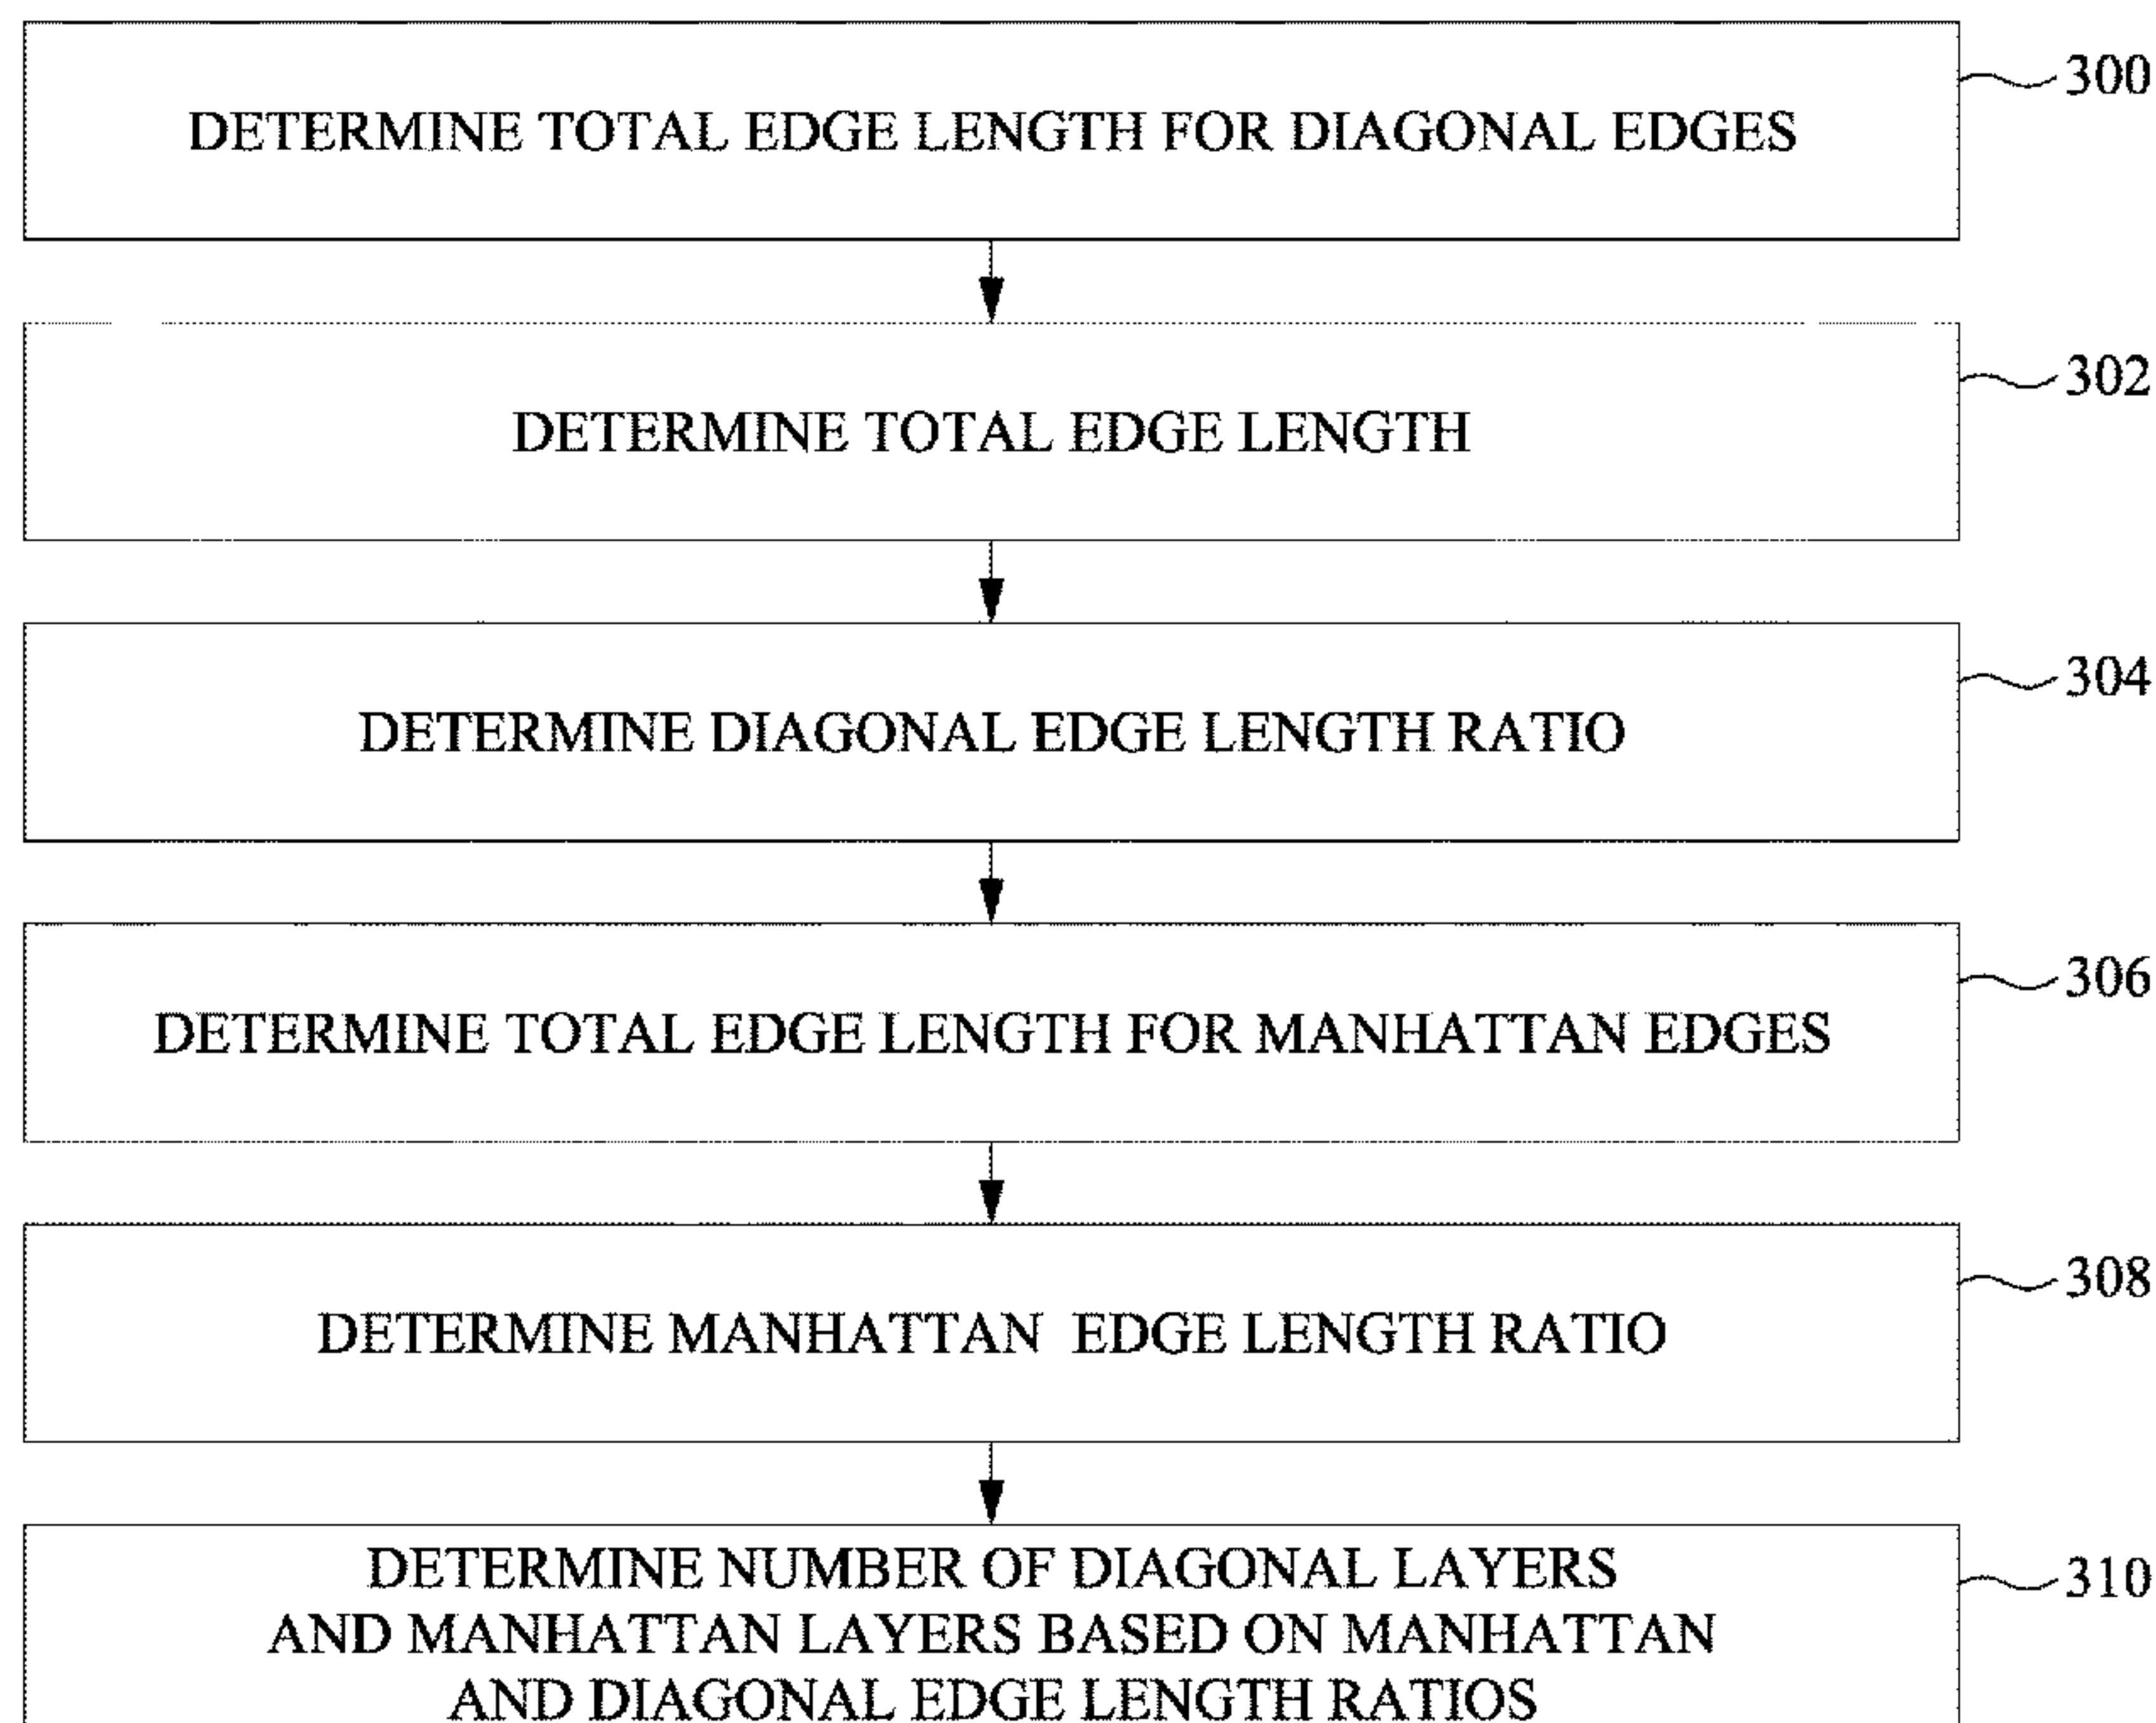 300
DETERMINE TOTAL EDGE LENGTH FOR DIAGONAL EDGES
302
DETERMINE TOTAL EDGE LENGTH
304
DETERMINE DIAGONAL EDGE LENGTH RATIO
306
DETERMINE TOTAL EDGE LENGTH FOR MANHATTAN EDGES
308
DETERMINE MANHATTAN EDGE LENGTH RATIO
310
DETERMINE NUMBER OF DIAGONAL LAYERS
AND MANHATTAN LAYERS BASED ON MANHATTAN
AND DIAGONAL EDGE LENGTH RATIOS